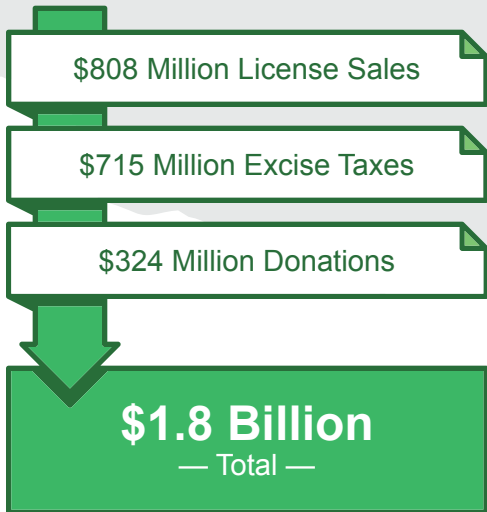 $808 Million License Sales
$715 Million Excise Taxes
$324 Million Donations
$1.8 Billion
— Total —